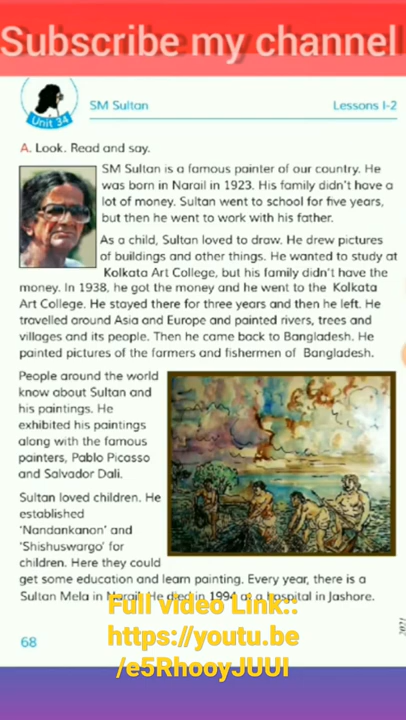 Subscribe my channel
Unit 34
SM Sultan
Lessons 1-2
A. Look. Read and say.
SM Sultan is a famous painter of our country. He
was born in Narail in 1923. His family didn't have a
lot of money. Sultan went to school for five years,
but then he went to work with his father.
As a child, Sultan loved to draw. He drew pictures
of buildings and other things. He wanted to study at
Kolkata Art College, but his family didn't have the
money. In 1938, he got the money and he went to the Kolkata
Art College. He stayed there for three years and then he left. He
travelled around Asia and Europe and painted rivers, trees and
villages and its people. Then he came back to Bangladesh. He
painted pictures of the farmers and fishermen of Bangladesh.
People around the world
know about Sultan and
his paintings. He
exhibited his paintings
along with the famous
painters, Pablo Picasso
and Salvador Dali.
Sultan loved children. He
established
'Nandankanon' and
'Shishuswargo' for
children. Here they could
get some education and learn painting. Every year, there is a
Sultan Mela in Narail. He died in 1994 at a hospital in Jashore.
Full video Link::
https://youtu.be
/e5RhooyJUUI
68
2021